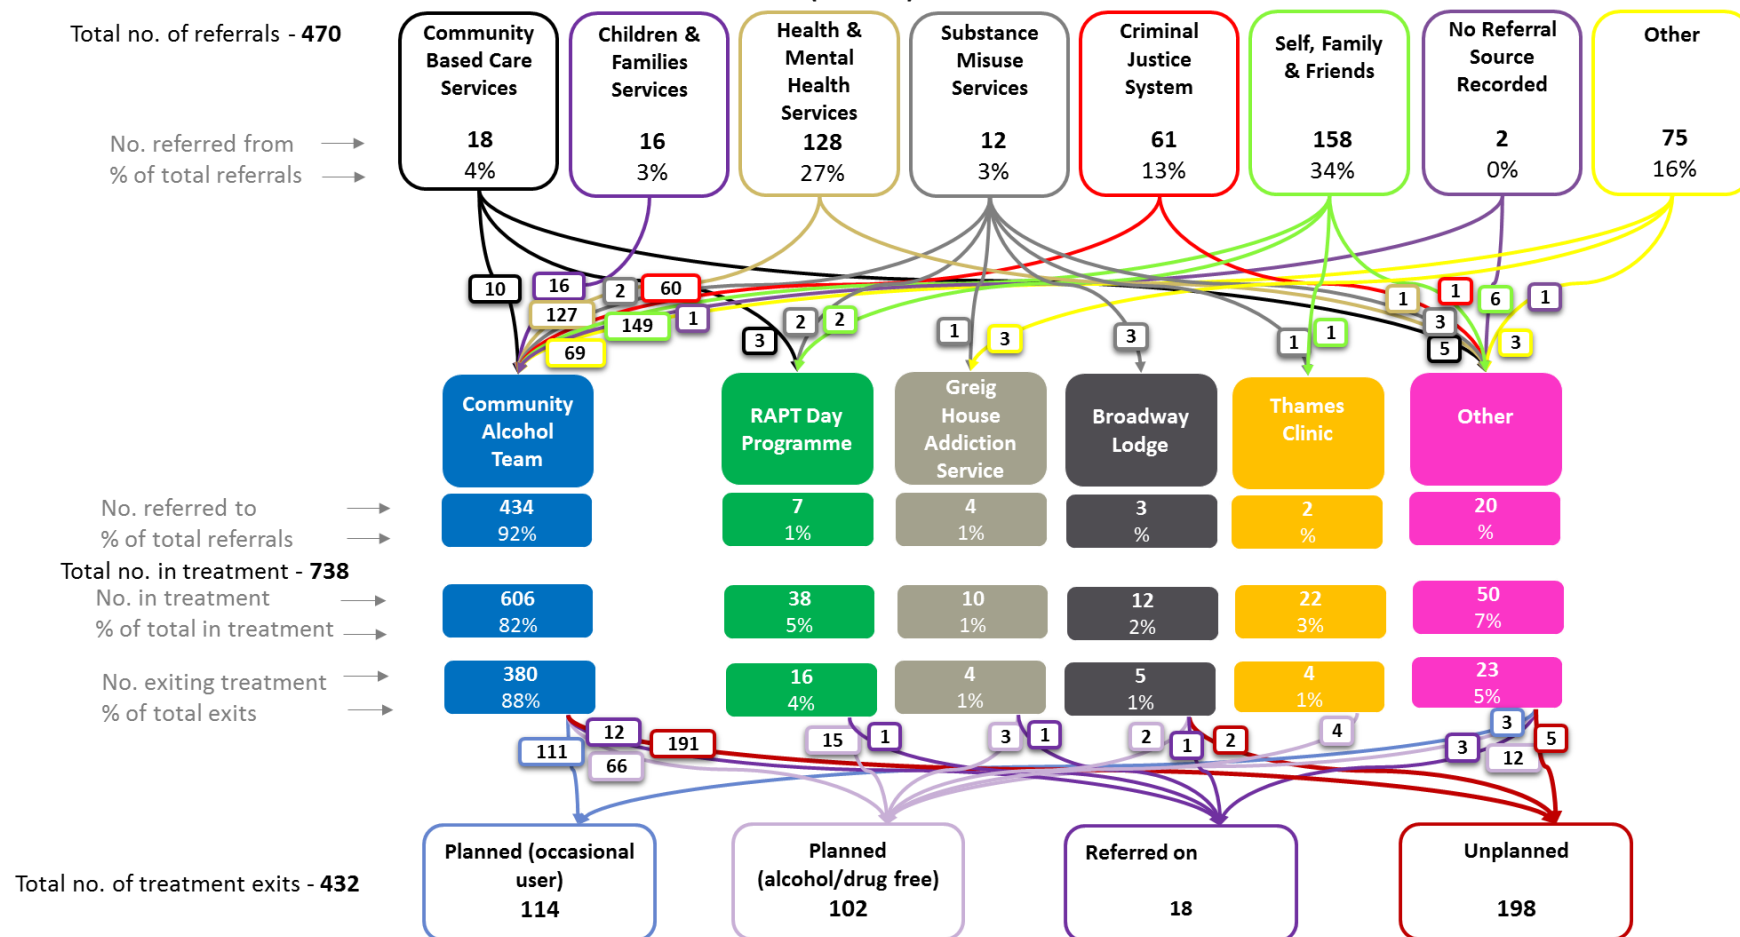 Total no. of referrals - 470
Community
Based Care
Services
18
4%
Children &
Families
Services
16
3%
Health &
Mental
Health
Services
128
27%
Substance
Misuse
Services
12
3%
Criminal
Justice
System
61
13%
Self, Family
& Friends
158
34%
No Referral
Source
Recorded
2
0%
Other
75
16%
No. referred from
% of total referrals
10
16
2
60
127
149
1
69
3
2
2
1
3
3
1
1
1
1
6
1
3
5
3
Community
Alcohol
Team
RAPT Day
Programme
Greig
House
Addiction
Service
Broadway
Lodge
Thames
Clinic
Other
No. referred to
% of total referrals
434
92%
7
1%
4
1%
3
%
2
%
20
%
Total no. in treatment - 738
No. in treatment
% of total in treatment
606
82%
38
5%
10
1%
12
2%
22
3%
50
7%
No. exiting treatment
% of total exits
380
88%
16
4%
4
1%
5
1%
4
1%
23
5%
111
12
66
191
15
1
3
1
2
1
2
4
3
3
12
5
Total no. of treatment exits - 432
Planned (occasional
user)
114
Planned
(alcohol/drug free)
102
Referred on
18
Unplanned
198